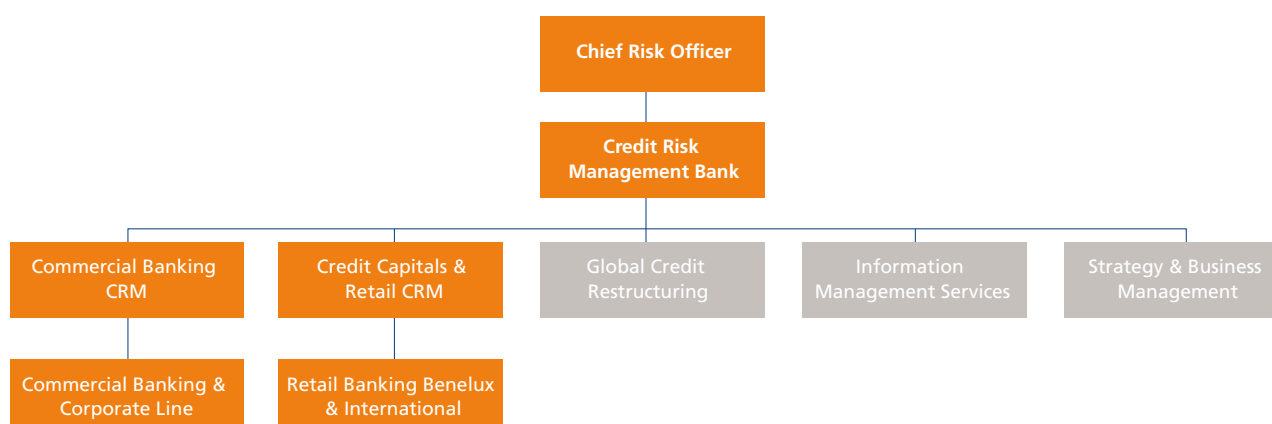 Chief Risk Officer
Credit Risk
Management Bank
Commercial Banking
CRM
Credit Capitals &
Retail CRM
Global Credit
Restructuring
Information
Management Services
Strategy & Business
Management
Commercial Banking &
Corporate Line
Retail Banking Benelux
& International